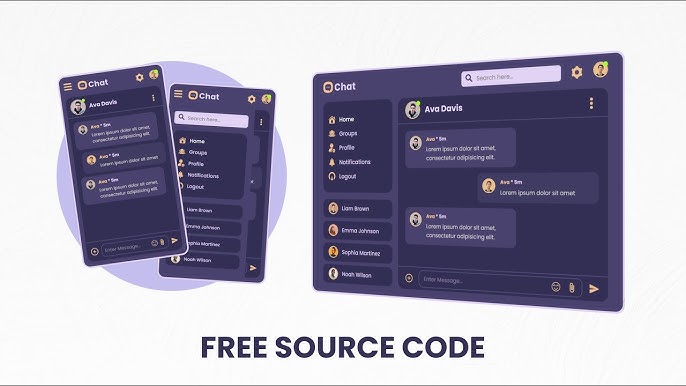 Chat
Ava Davis
Ava * 5m
Lorem ipsum dolor sit amet,
consectetur adipisicing elit.
Ava * 5m
Lorem ipsum dolor sit amet
Ava * 5m
Lorem ipsum dolor sit amet,
consectetur adipisicing elit.
Enter Message...
Chat
Search here...
Home
Groups
Profile
Notifications
Logout
Liam Brown
Emma Johnson
Sophia Martinez
Noah Wilson
Chat
Search here...
Home
Groups
Profile
Notifications
Logout
Liam Brown
Emma Johnson
Sophia Martinez
Noah Wilson
Ava Davis
Ava * 5m
Lorem ipsum dolor sit amet,
consectetur adipisicing elit.
Ava * 5m
Lorem ipsum dolor sit amet
Ava * 5m
Lorem ipsum dolor sit amet,
consectetur adipisicing elit.
Enter Message...
FREE SOURCE CODE